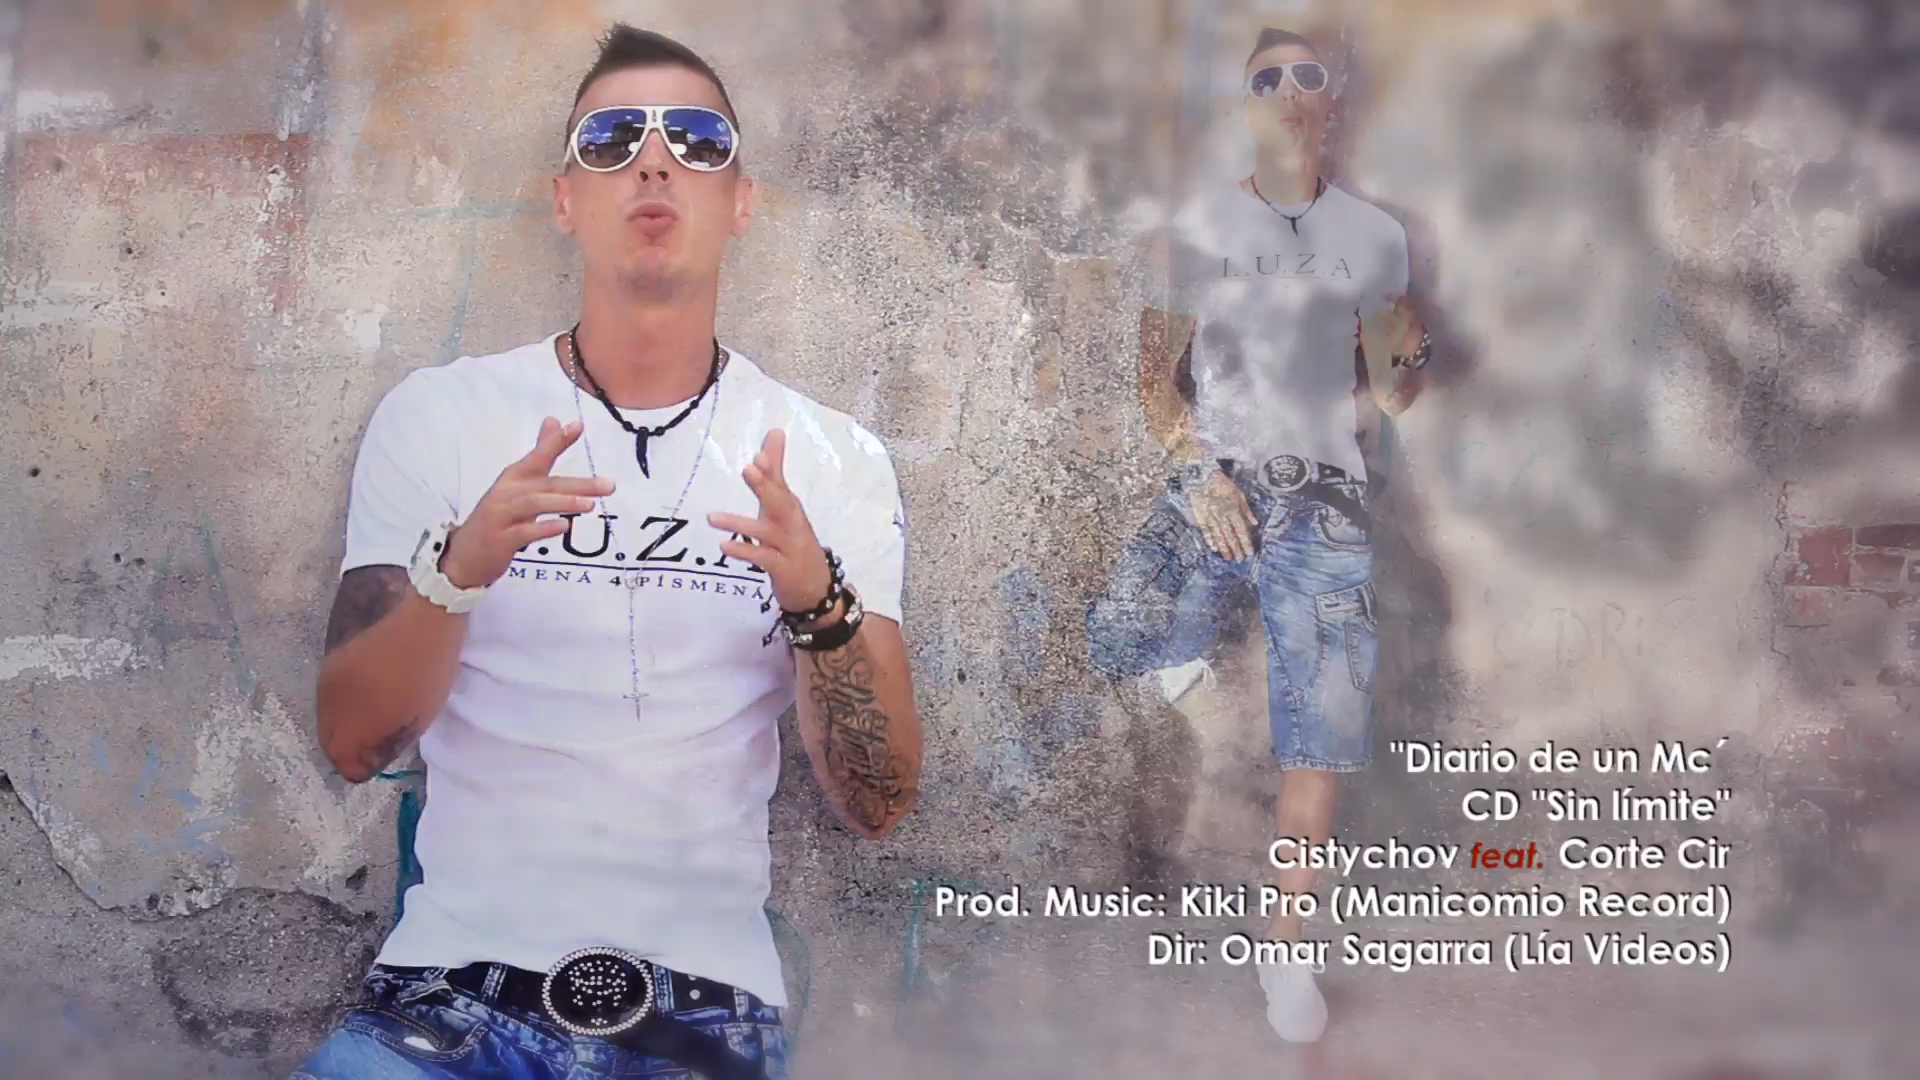 L.U.Z.A
.U.Z.A
MENÁ 4 PÍSMENÁ
"Diario de un Mc´
CD "Sin límite"
Cistychov feat. Corte Cir
Prod. Music: Kiki Pro (Manicomio Record)
Dir: Omar Sagarra (Lía Videos)